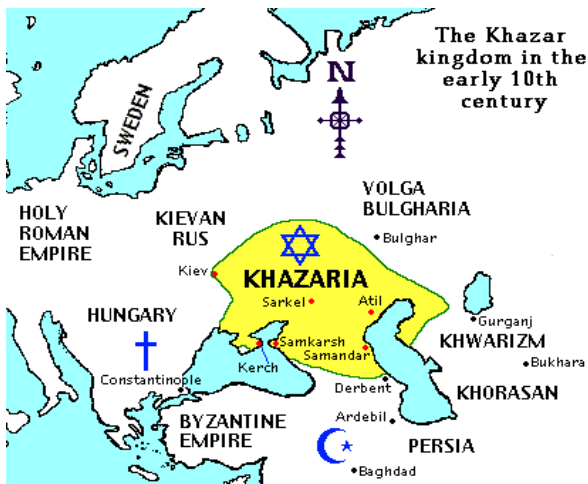 The Khazar
kingdom in the
early 10th
century
N
SWEDEN
HOLY
ROMAN
EMPIRE
KIEVAN
RUS
VOLGA
BULGHARIA
Bulghar
Kiev
KHAZARIA
Sarkel
Atil
HUNGARY
Gurganj
KHWARIZM
Samkarsh
Samandar
Kerch
Bukhara
Constantinople
Derbent
KHORASAN
BYZANTINE
EMPIRE
Ardebil
PERSIA
Baghdad